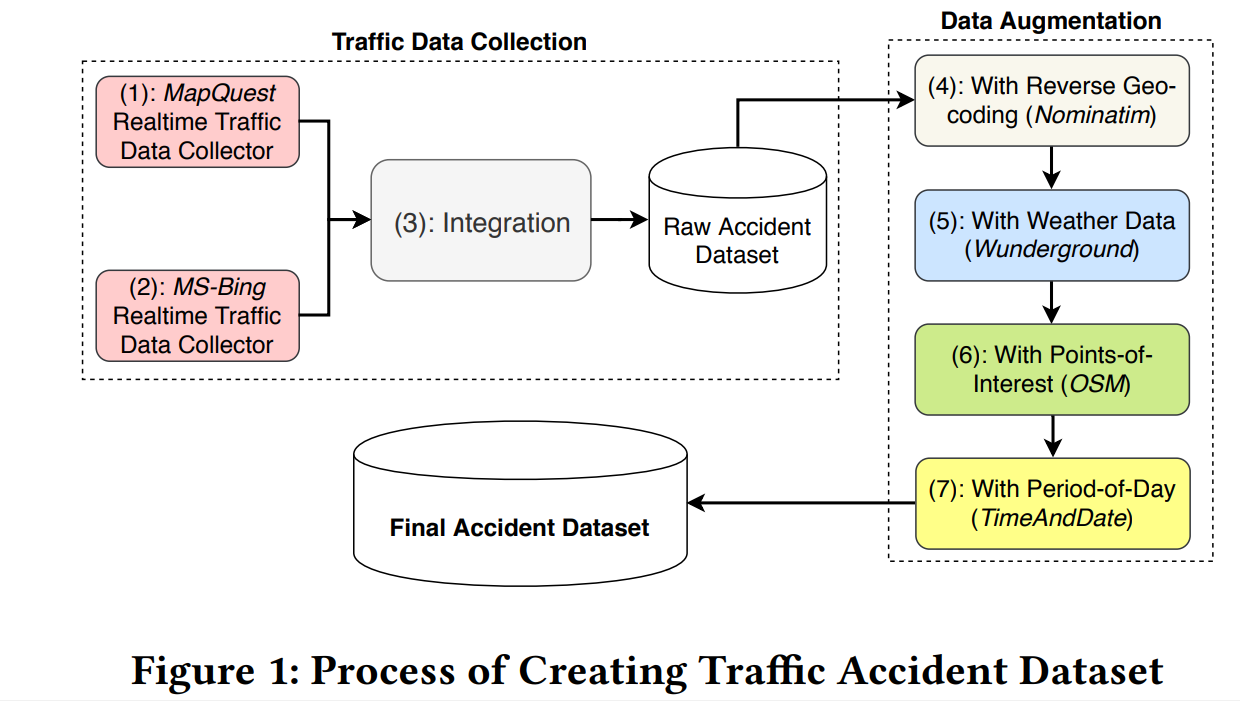 Data Augmentation
Traffic Data Collection
(1): MapQuest
Realtime Traffic
Data Collector
(2): MS-Bing
Realtime Traffic
Data Collector
(3): Integration
Raw Accident
Dataset
(4): With Reverse Geo-
coding (Nominatim)
(5): With Weather Data
(Wunderground)
(6): With Points-of-
Interest (OSM)
(7): With Period-of-Day
(TimeAndDate)
Final Accident Dataset
Figure 1: Process of Creating Traffic Accident Dataset